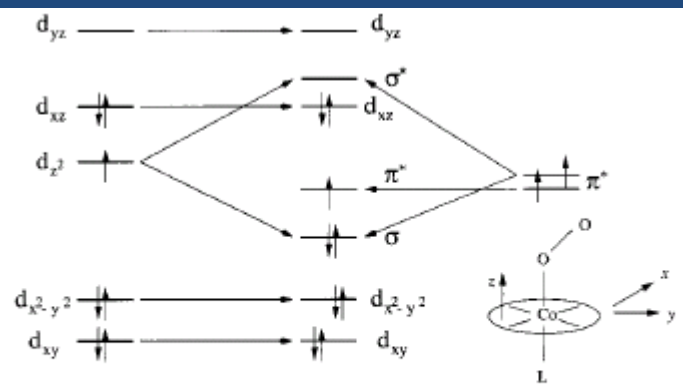 d_yz d_yz
σ*
d_xz d_xz
d_z²
π* π*
σ
O
O
z x
d_x²-y² d_x²-y² Co y
d_xy d_xy
L